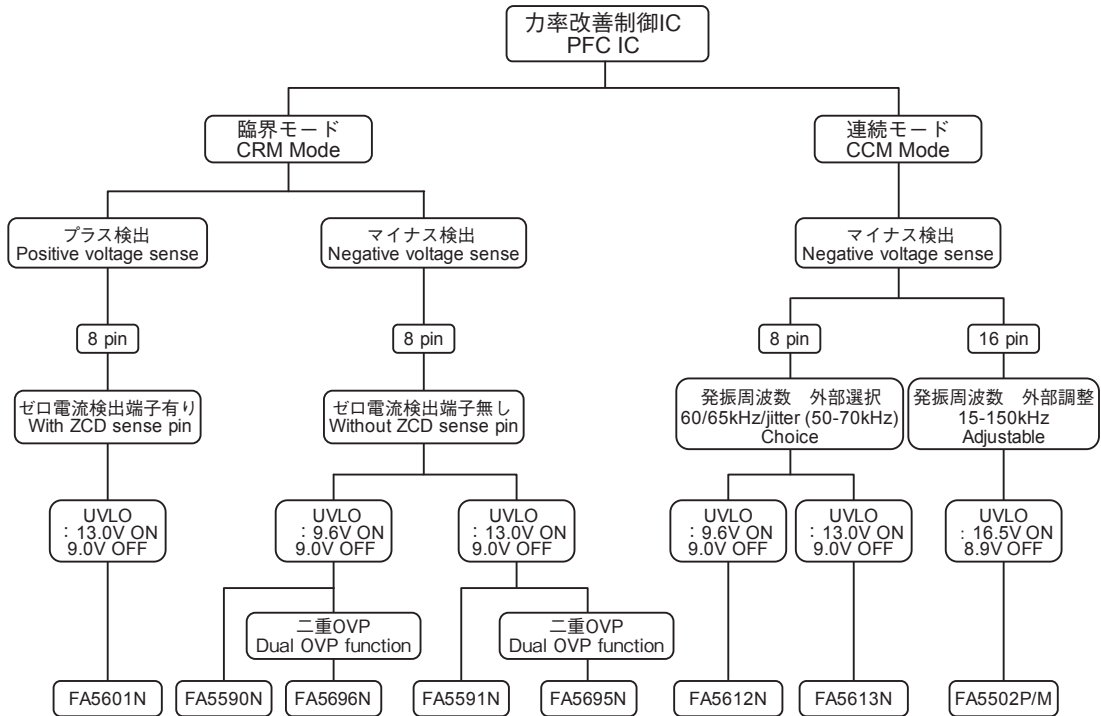 力率改善制御IC
PFC IC
臨界モード
CRM Mode
連続モード
CCM Mode
プラス検出
Positive voltage sense
マイナス検出
Negative voltage sense
マイナス検出
Negative voltage sense
8 pin
8 pin
8 pin
16 pin
ゼロ電流検出端子有り
With ZCD sense pin
ゼロ電流検出端子無し
Without ZCD sense pin
発振周波数　外部選択
60/65kHz/jitter (50-70kHz)
Choice
発振周波数　外部調整
15-150kHz
Adjustable
UVLO
: 13.0V ON
9.0V OFF
UVLO
: 9.6V ON
9.0V OFF
UVLO
: 13.0V ON
9.0V OFF
UVLO
: 9.6V ON
9.0V OFF
UVLO
: 13.0V ON
9.0V OFF
UVLO
: 16.5V ON
8.9V OFF
二重OVP
Dual OVP function
二重OVP
Dual OVP function
FA5601N
FA5590N
FA5696N
FA5591N
FA5695N
FA5612N
FA5613N
FA5502P/M